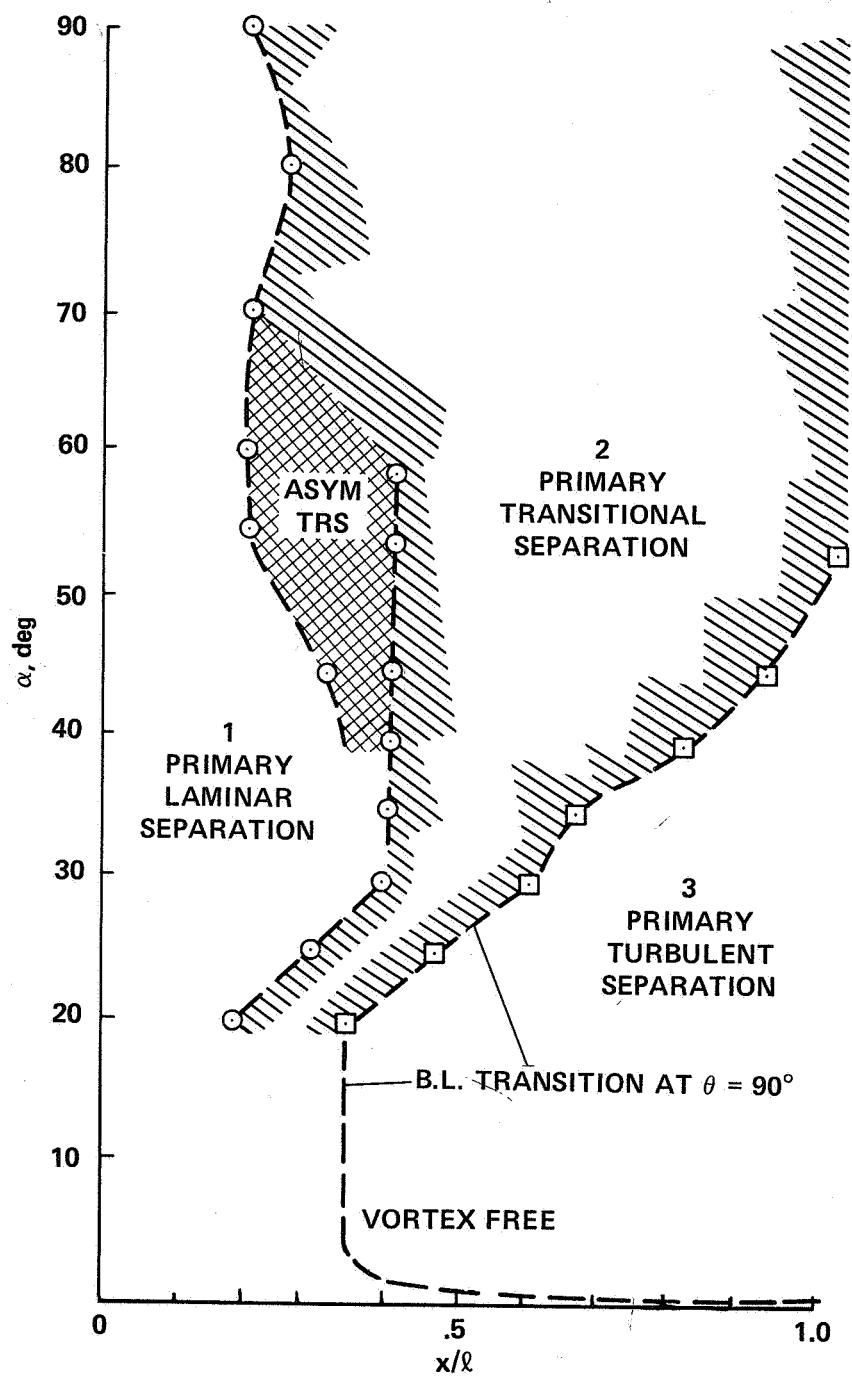 90
80
70
60
50
40
30
20
10
0
.5
1.0
α, deg
x/ℓ
ASYM
TRS
1
PRIMARY
LAMINAR
SEPARATION
2
PRIMARY
TRANSITIONAL
SEPARATION
3
PRIMARY
TURBULENT
SEPARATION
B.L. TRANSITION AT θ = 90°
VORTEX FREE